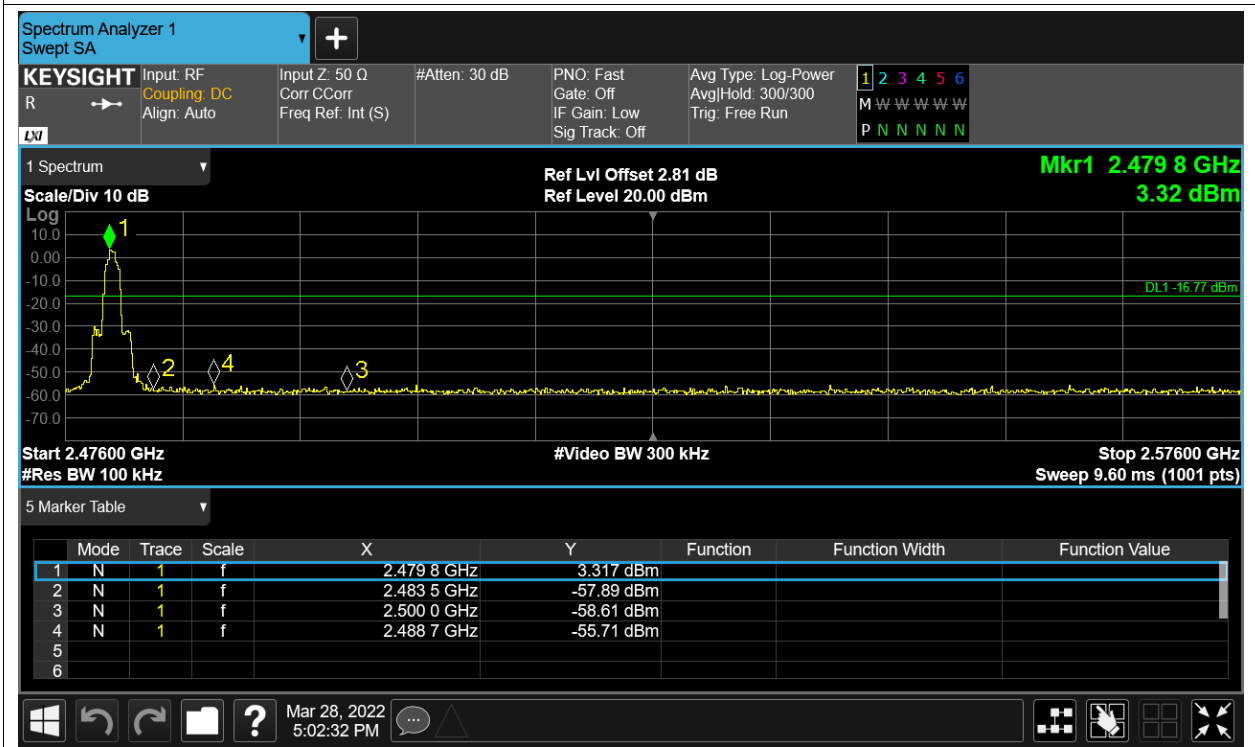 Spectrum Analyzer 1
Swept SA
+
KEYSIGHT Input: RF Input Z: 50 Ω #Atten: 30 dB PNO: Fast Avg Type: Log-Power 1 2 3 4 5 6
R Coupling: DC Corr CCorr Gate: Off Avg|Hold: 300/300 M W W W W W
Align: Auto Freq Ref: Int (S) IF Gain: Low Trig: Free Run
LXI Sig Track: Off P N N N N N
1 Spectrum Ref Lvl Offset 2.81 dB Mkr1 2.479 8 GHz
Scale/Div 10 dB Ref Level 20.00 dBm 3.32 dBm
Log
1
10.0
0.00
-10.0
DL1 -16.77 dBm
-20.0
-30.0
-40.0
2 4 3
-50.0
-60.0
-70.0
Start 2.47600 GHz #Video BW 300 kHz Stop 2.57600 GHz
#Res BW 100 kHz Sweep 9.60 ms (1001 pts)
5 Marker Table
Mode Trace Scale X Y Function Function Width Function Value
1 N 1 f 2.479 8 GHz 3.317 dBm
2 N 1 f 2.483 5 GHz -57.89 dBm
3 N 1 f 2.500 0 GHz -58.61 dBm
4 N 1 f 2.488 7 GHz -55.71 dBm
5
6
? Mar 28, 2022
5:02:32 PM